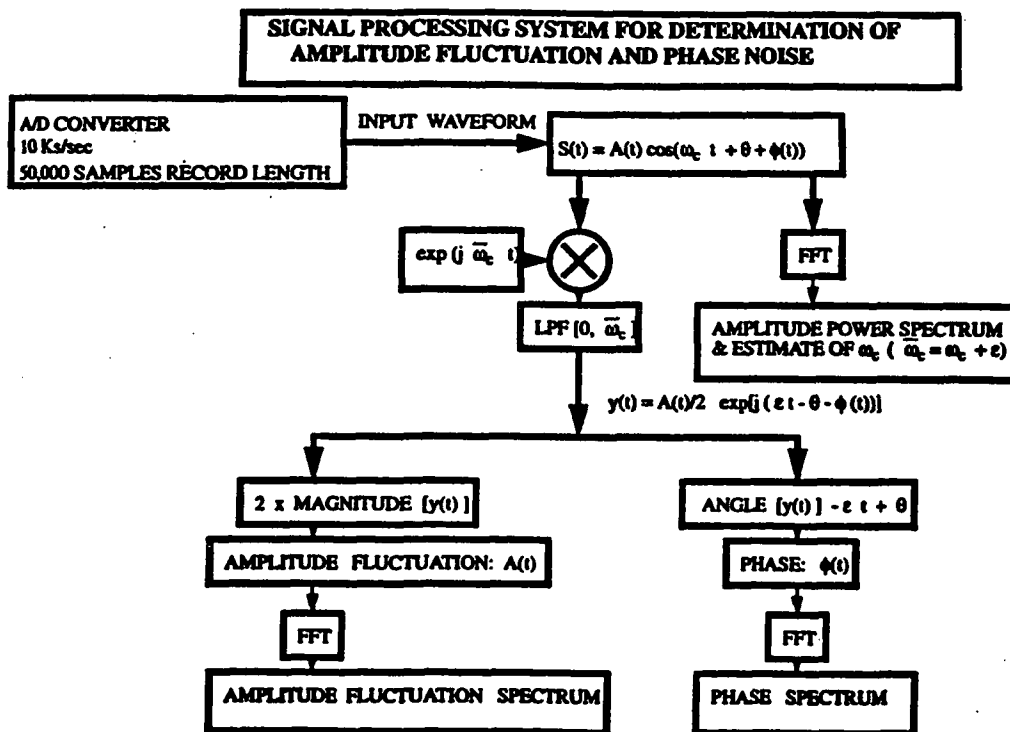 SIGNAL PROCESSING SYSTEM FOR DETERMINATION OF
AMPLITUDE FLUCTUATION AND PHASE NOISE
A/D CONVERTER
10 Ks/sec
50,000 SAMPLES RECORD LENGTH
INPUT WAVEFORM
S(t) = A(t) cos(ω_c t + θ + ϕ(t))
exp (j ω̅_c t)
FFT
LPF [0, ω̅_c ]
AMPLITUDE POWER SPECTRUM
& ESTIMATE OF ω_c ( ω̅_c = ω_c + ε)
y(t) = A(t)/2 exp[j (ε t - θ - ϕ(t))]
2 x MAGNITUDE [y(t) ]
ANGLE [y(t) ] - ε t + θ
AMPLITUDE FLUCTUATION: A(t)
PHASE: ϕ(t)
FFT
FFT
AMPLITUDE FLUCTUATION SPECTRUM
PHASE SPECTRUM